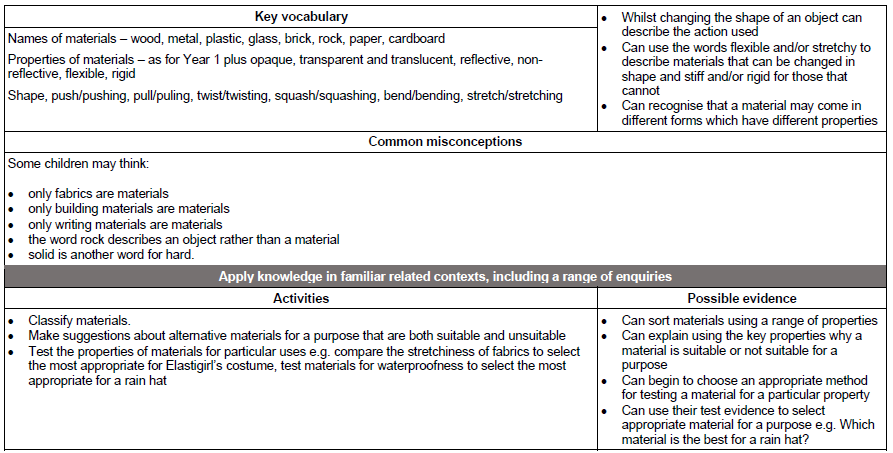 Key vocabulary
Names of materials – wood, metal, plastic, glass, brick, rock, paper, cardboard
Properties of materials – as for Year 1 plus opaque, transparent and translucent, reflective, non-
reflective, flexible, rigid
Shape, push/pushing, pull/puling, twist/twisting, squash/squashing, bend/bending, stretch/stretching
• Whilst changing the shape of an object can
describe the action used
• Can use the words flexible and/or stretchy to
describe materials that can be changed in
shape and stiff and/or rigid for those that
cannot
• Can recognise that a material may come in
different forms which have different properties
Common misconceptions
Some children may think:
• only fabrics are materials
• only building materials are materials
• only writing materials are materials
• the word rock describes an object rather than a material
• solid is another word for hard.
Apply knowledge in familiar related contexts, including a range of enquiries
Activities
• Classify materials.
• Make suggestions about alternative materials for a purpose that are both suitable and unsuitable
• Test the properties of materials for particular uses e.g. compare the stretchiness of fabrics to select
the most appropriate for Elastigirl's costume, test materials for waterproofness to select the most
appropriate for a rain hat
Possible evidence
• Can sort materials using a range of properties
• Can explain using the key properties why a
material is suitable or not suitable for a
purpose
• Can begin to choose an appropriate method
for testing a material for a particular property
• Can use their test evidence to select
appropriate material for a purpose e.g. Which
material is the best for a rain hat?